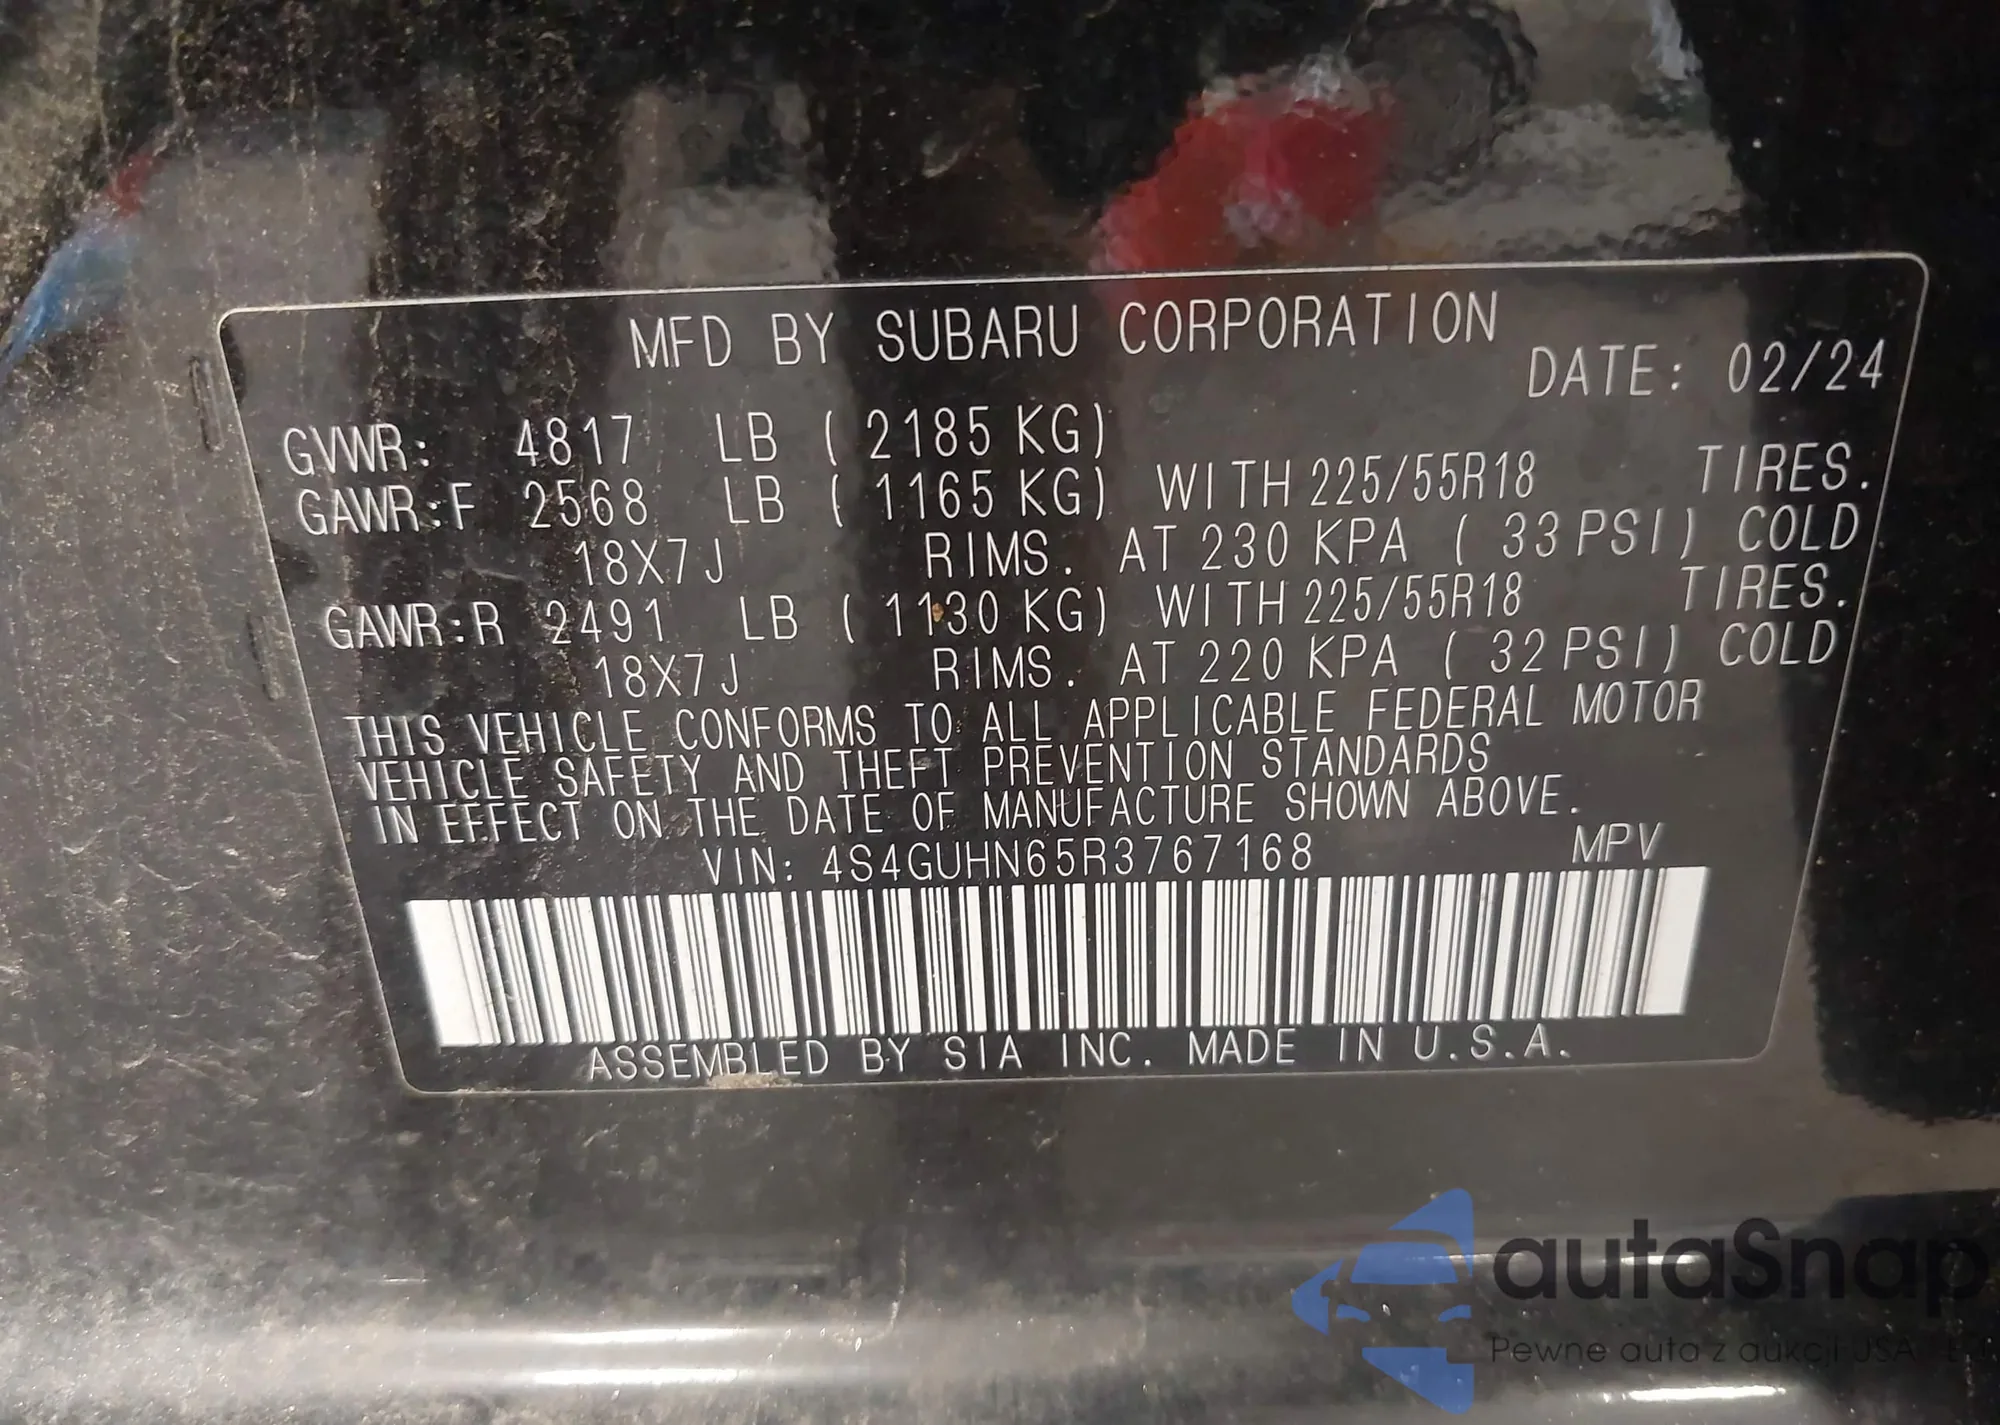 MFD BY SUBARU CORPORATION
DATE: 02/24
GVWR: 4817 LB ( 2185 KG)
GAWR:F 2568 LB ( 1165 KG) WITH 225/55R18 TIRES.
18X7J RIMS. AT 230 KPA ( 33 PSI) COLD
GAWR:R 2491 LB ( 1130 KG) WITH 225/55R18 TIRES.
18X7J RIMS. AT 220 KPA ( 32 PSI) COLD
THIS VEHICLE CONFORMS TO ALL APPLICABLE FEDERAL MOTOR
VEHICLE SAFETY AND THEFT PREVENTION STANDARDS
IN EFFECT ON THE DATE OF MANUFACTURE SHOWN ABOVE.
VIN: 4S4GUHN65R3767168 MPV
ASSEMBLED BY SIA INC. MADE IN U.S.A.
autaSnap
Pewne auta z aukcji USA